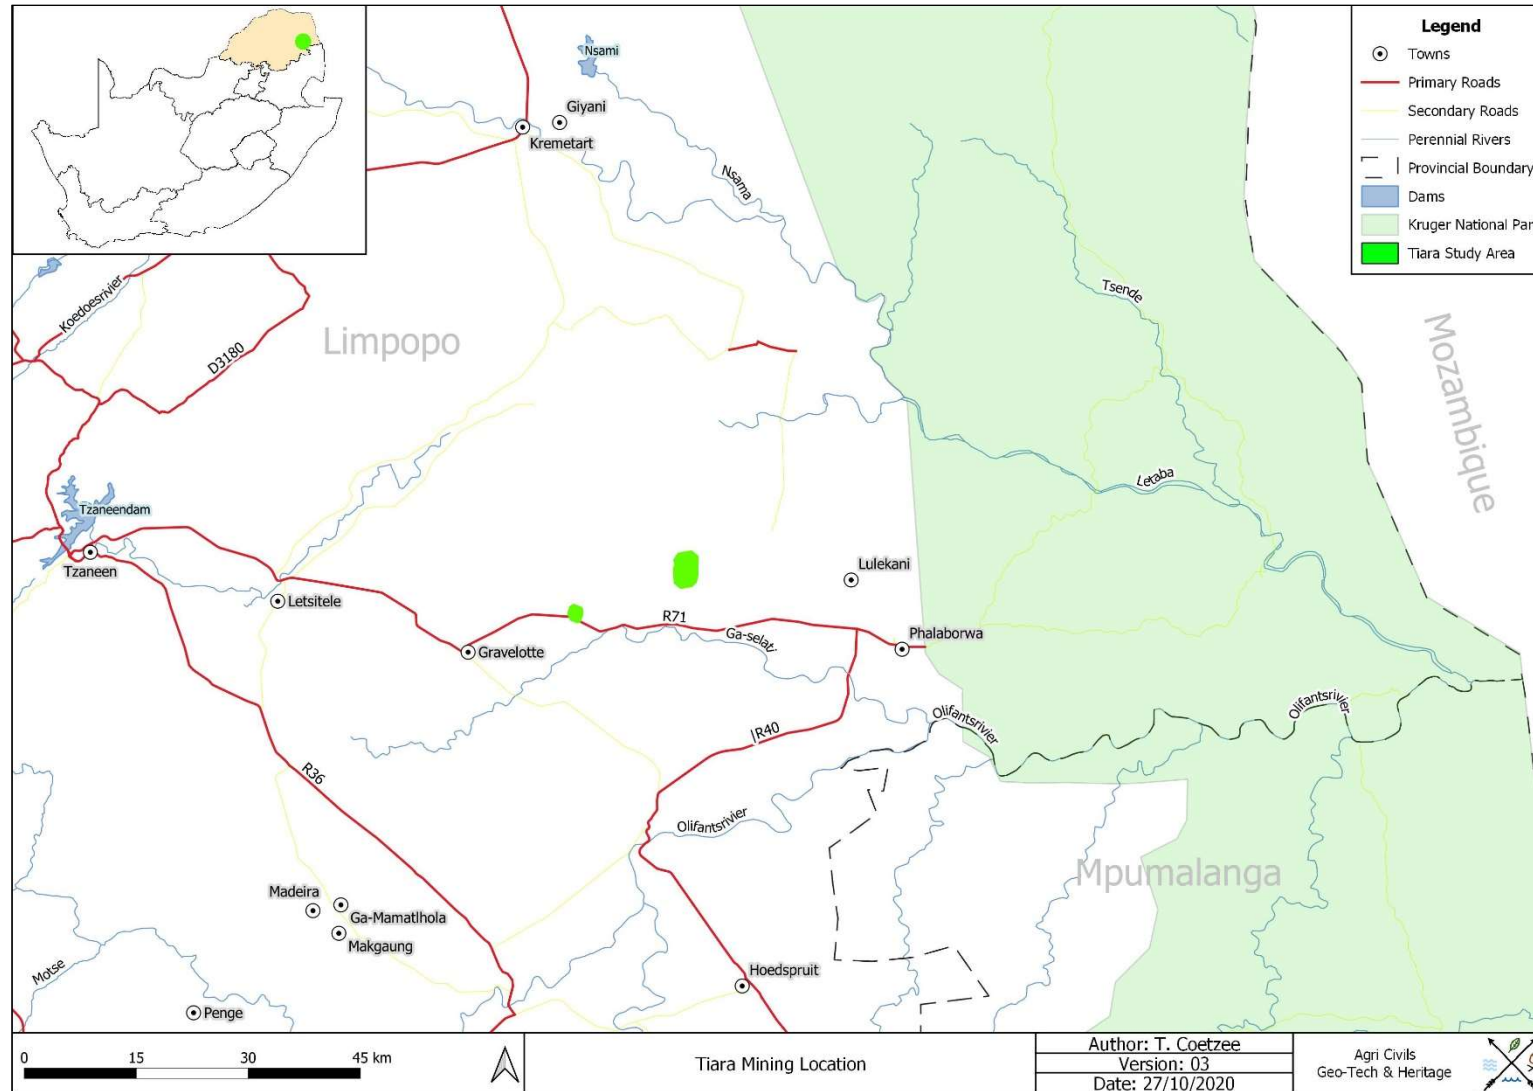 Legend
Towns
Primary Roads
Secondary Roads
Perennial Rivers
Provincial Boundary
Dams
Kruger National Par
Tiara Study Area
Nsami
Giyani
Kremetart
Nsama
Koedoesrivier
D3180
Limpopo
Tsende
Mozambique
Letaba
Tzaneendam
Tzaneen
Letsitele
Lulekani
R71
Gravelotte
Ga-selati
Phalaborwa
Olifantsrivier
Olifantsrivier
R40
R36
Olifantsrivier
Mpumalanga
Madeira
Ga-Mamatlhola
Makgaung
Motse
Hoedspruit
Penge
0 15 30 45 km
Tiara Mining Location
Author: T. Coetzee
Version: 03
Date: 27/10/2020
Agri Civils
Geo-Tech & Heritage